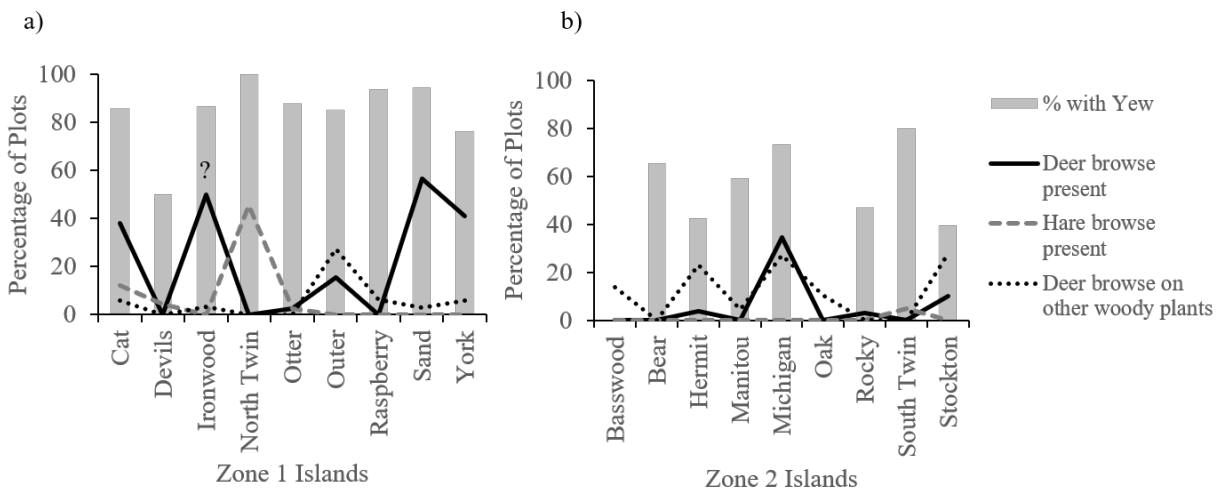 a)
Percentage of Plots
100
80
60
40
20
0
?
Cat
Devils
Ironwood
North Twin
Otter
Outer
Raspberry
Sand
York
Zone 1 Islands
b)
Percentage of Plots
100
80
60
40
20
0
Basswood
Bear
Hermit
Manitou
Michigan
Oak
Rocky
South Twin
Stockton
Zone 2 Islands
% with Yew
Deer browse
present
Hare browse
present
Deer browse on
other woody plants